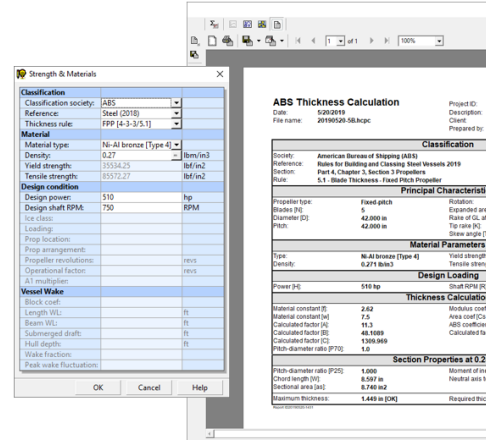 1 of 1 100%
Strength & Materials
Classification
Classification society: ABS
Reference: Steel (2018)
Thickness rule: FPP [4-3-3/5.1]
Material
Material type: Ni-Al bronze [Type 4]
Density: 0.27 lbm/in3
Yield strength: 35534.25 lbf/in2
Tensile strength: 85572.27 lbf/in2
Design condition
Design power: 510 hp
Design shaft RPM: 750 RPM
Ice class:
Loading:
Prop location:
Prop arrangement:
Propeller revolutions: revs
Operational factor: revs
A1 multiplier:
Vessel Wake
Block coef:
Length WL: ft
Beam WL: ft
Submerged draft: ft
Hull depth: ft
Wake fraction:
Peak wake fluctuation:
OK Cancel Help
ABS Thickness Calculation
Date: 5/20/2019
File name: 20190520-5B.hcpc
Project ID:
Description:
Client
Prepared by:
Classification
Society: American Bureau of Shipping (ABS)
Reference: Rules for Building and Classing Steel Vessels 2019
Section: Part 4, Chapter 3, Section 3 Propellers
Rule: 5.1 - Blade Thickness - Fixed Pitch Propeller
Principal Characteristi
Propeller type: Fixed-pitch Rotation:
Blades [N]: 5 Expanded are
Diameter [D]: 42.000 in Rake of GL at
Pitch: 42.000 in Tip rake [K]:
Skew angle [
Material Parameters
Type: Ni-Al bronze [Type 4] Yield strength
Density: 0.271 lb/in3 Tensile stren
Design Loading
Power [H]: 510 hp Shaft RPM [R
Thickness Calculation
Material constant [f]: 2.62 Modulus coef
Material constant [w]: 7.5 Area coef [Cs
Calculated factor [A]: 11.3 ABS coefficie
Calculated factor [B]: 48.1089 Calculated fa
Calculated factor [C]: 1309.969
Pitch-diameter ratio [P70]: 1.0
Section Properties at 0.2
Pitch-diameter ratio [P25]: 1.000 Moment of ine
Chord length [W]: 8.597 in Neutral axis t
Sectional area [as]: 8.740 in2
Maximum thickness: 1.449 in [OK] Required thic